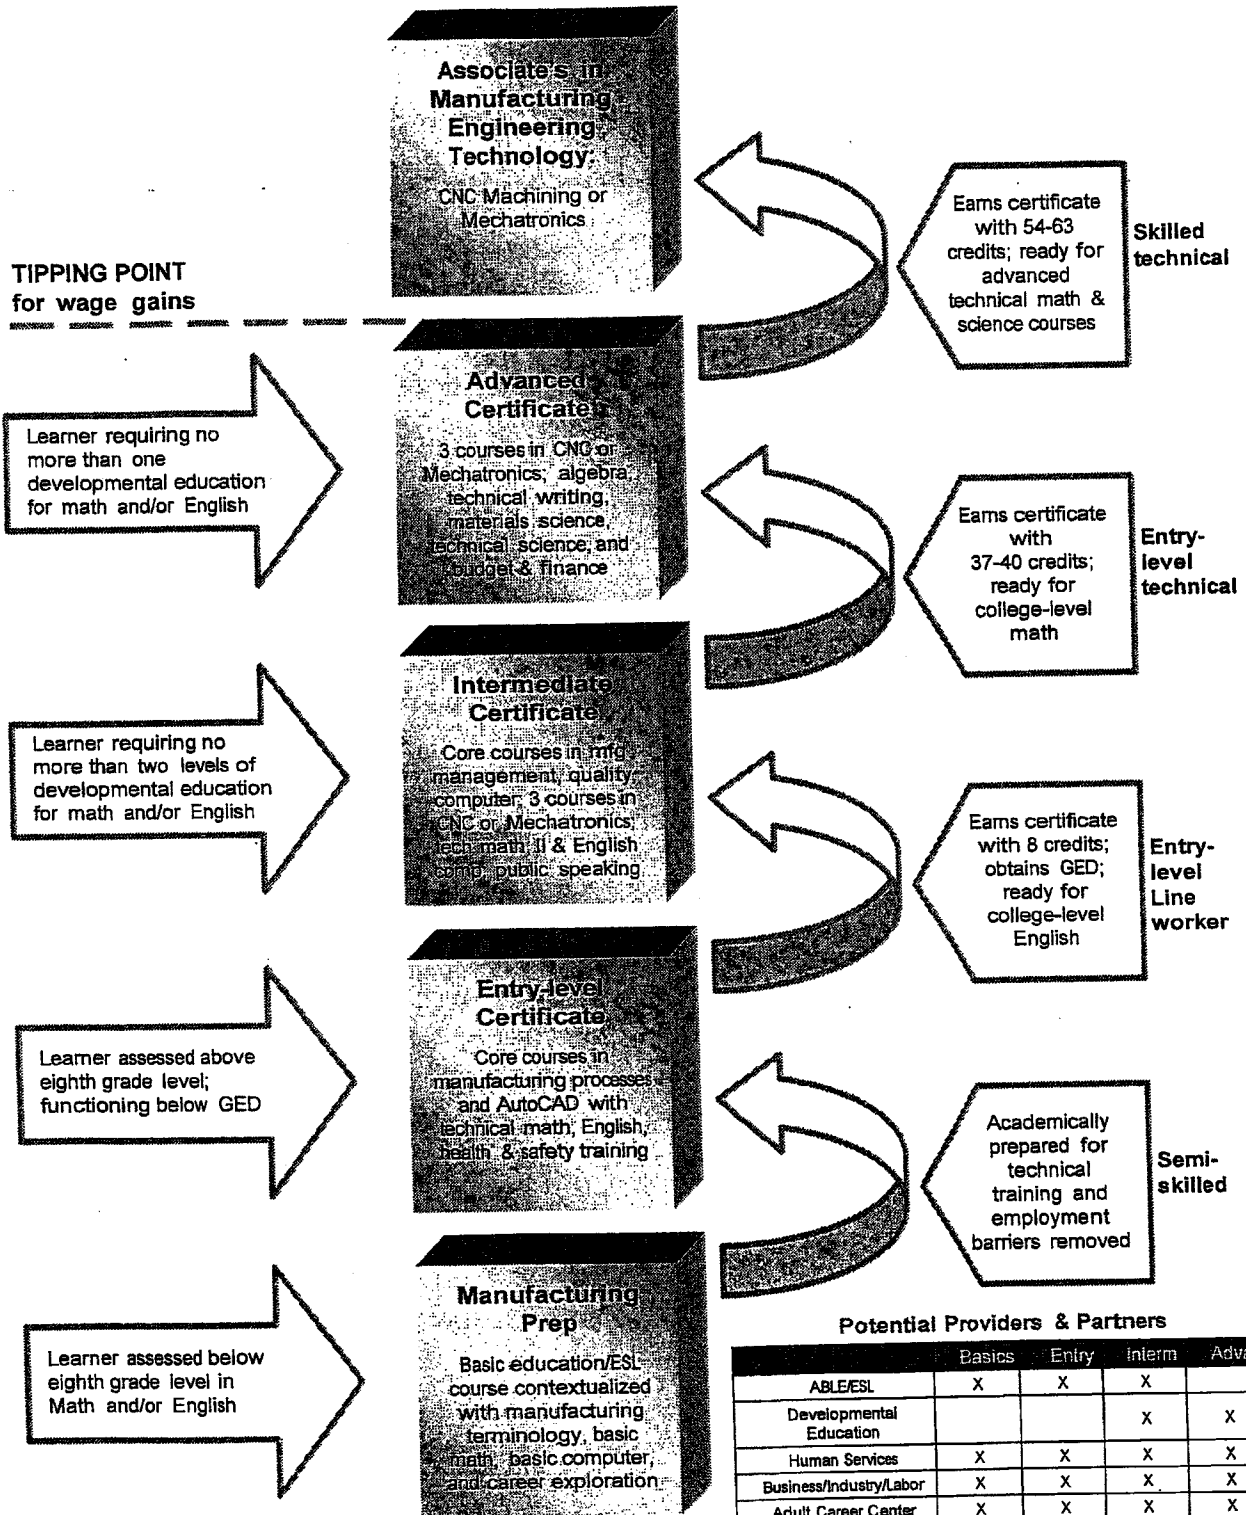 Associate's in
Manufacturing
Engineering
Technology:
CNC Machining or
Mechatronics
Earns certificate
with 54-63
credits; ready for
advanced
technical math &
science courses
Skilled
technical
TIPPING POINT
for wage gains
Learner requiring no
more than one
developmental education
for math and/or English
Advanced
Certificate
3 courses in CNC or
Mechatronics; algebra,
technical writing,
materials science,
technical science, and
budget & finance
Earns certificate
with
37-40 credits;
ready for
college-level
math
Entry-
level
technical
Learner requiring no
more than two levels of
developmental education
for math and/or English
Intermediate
Certificate
Core courses in mfg
management, quality,
computer; 3 courses in
CNC or Mechatronics;
tech math II & English
comp, public speaking
Earns certificate
with 8 credits;
obtains GED;
ready for
college-level
English
Entry-
level
Line
worker
Learner assessed above
eighth grade level;
functioning below GED
Entry-level
Certificate
Core courses in
manufacturing processes
and AutoCAD with
technical math, English,
health & safety training
Academically
prepared for
technical
training and
employment
barriers removed
Semi-
skilled
Learner assessed below
eighth grade level in
Math and/or English
Manufacturing
Prep
Basic education/ESL
course contextualized
with manufacturing
terminology, basic
math, basic computer,
and career exploration
Potential Providers & Partners
Basics Entry Interm Adva
ABLE/ESL X X X
Developmental
Education X X
Human Services X X X X
Business/Industry/Labor X X X X
Adult Career Center X X X X